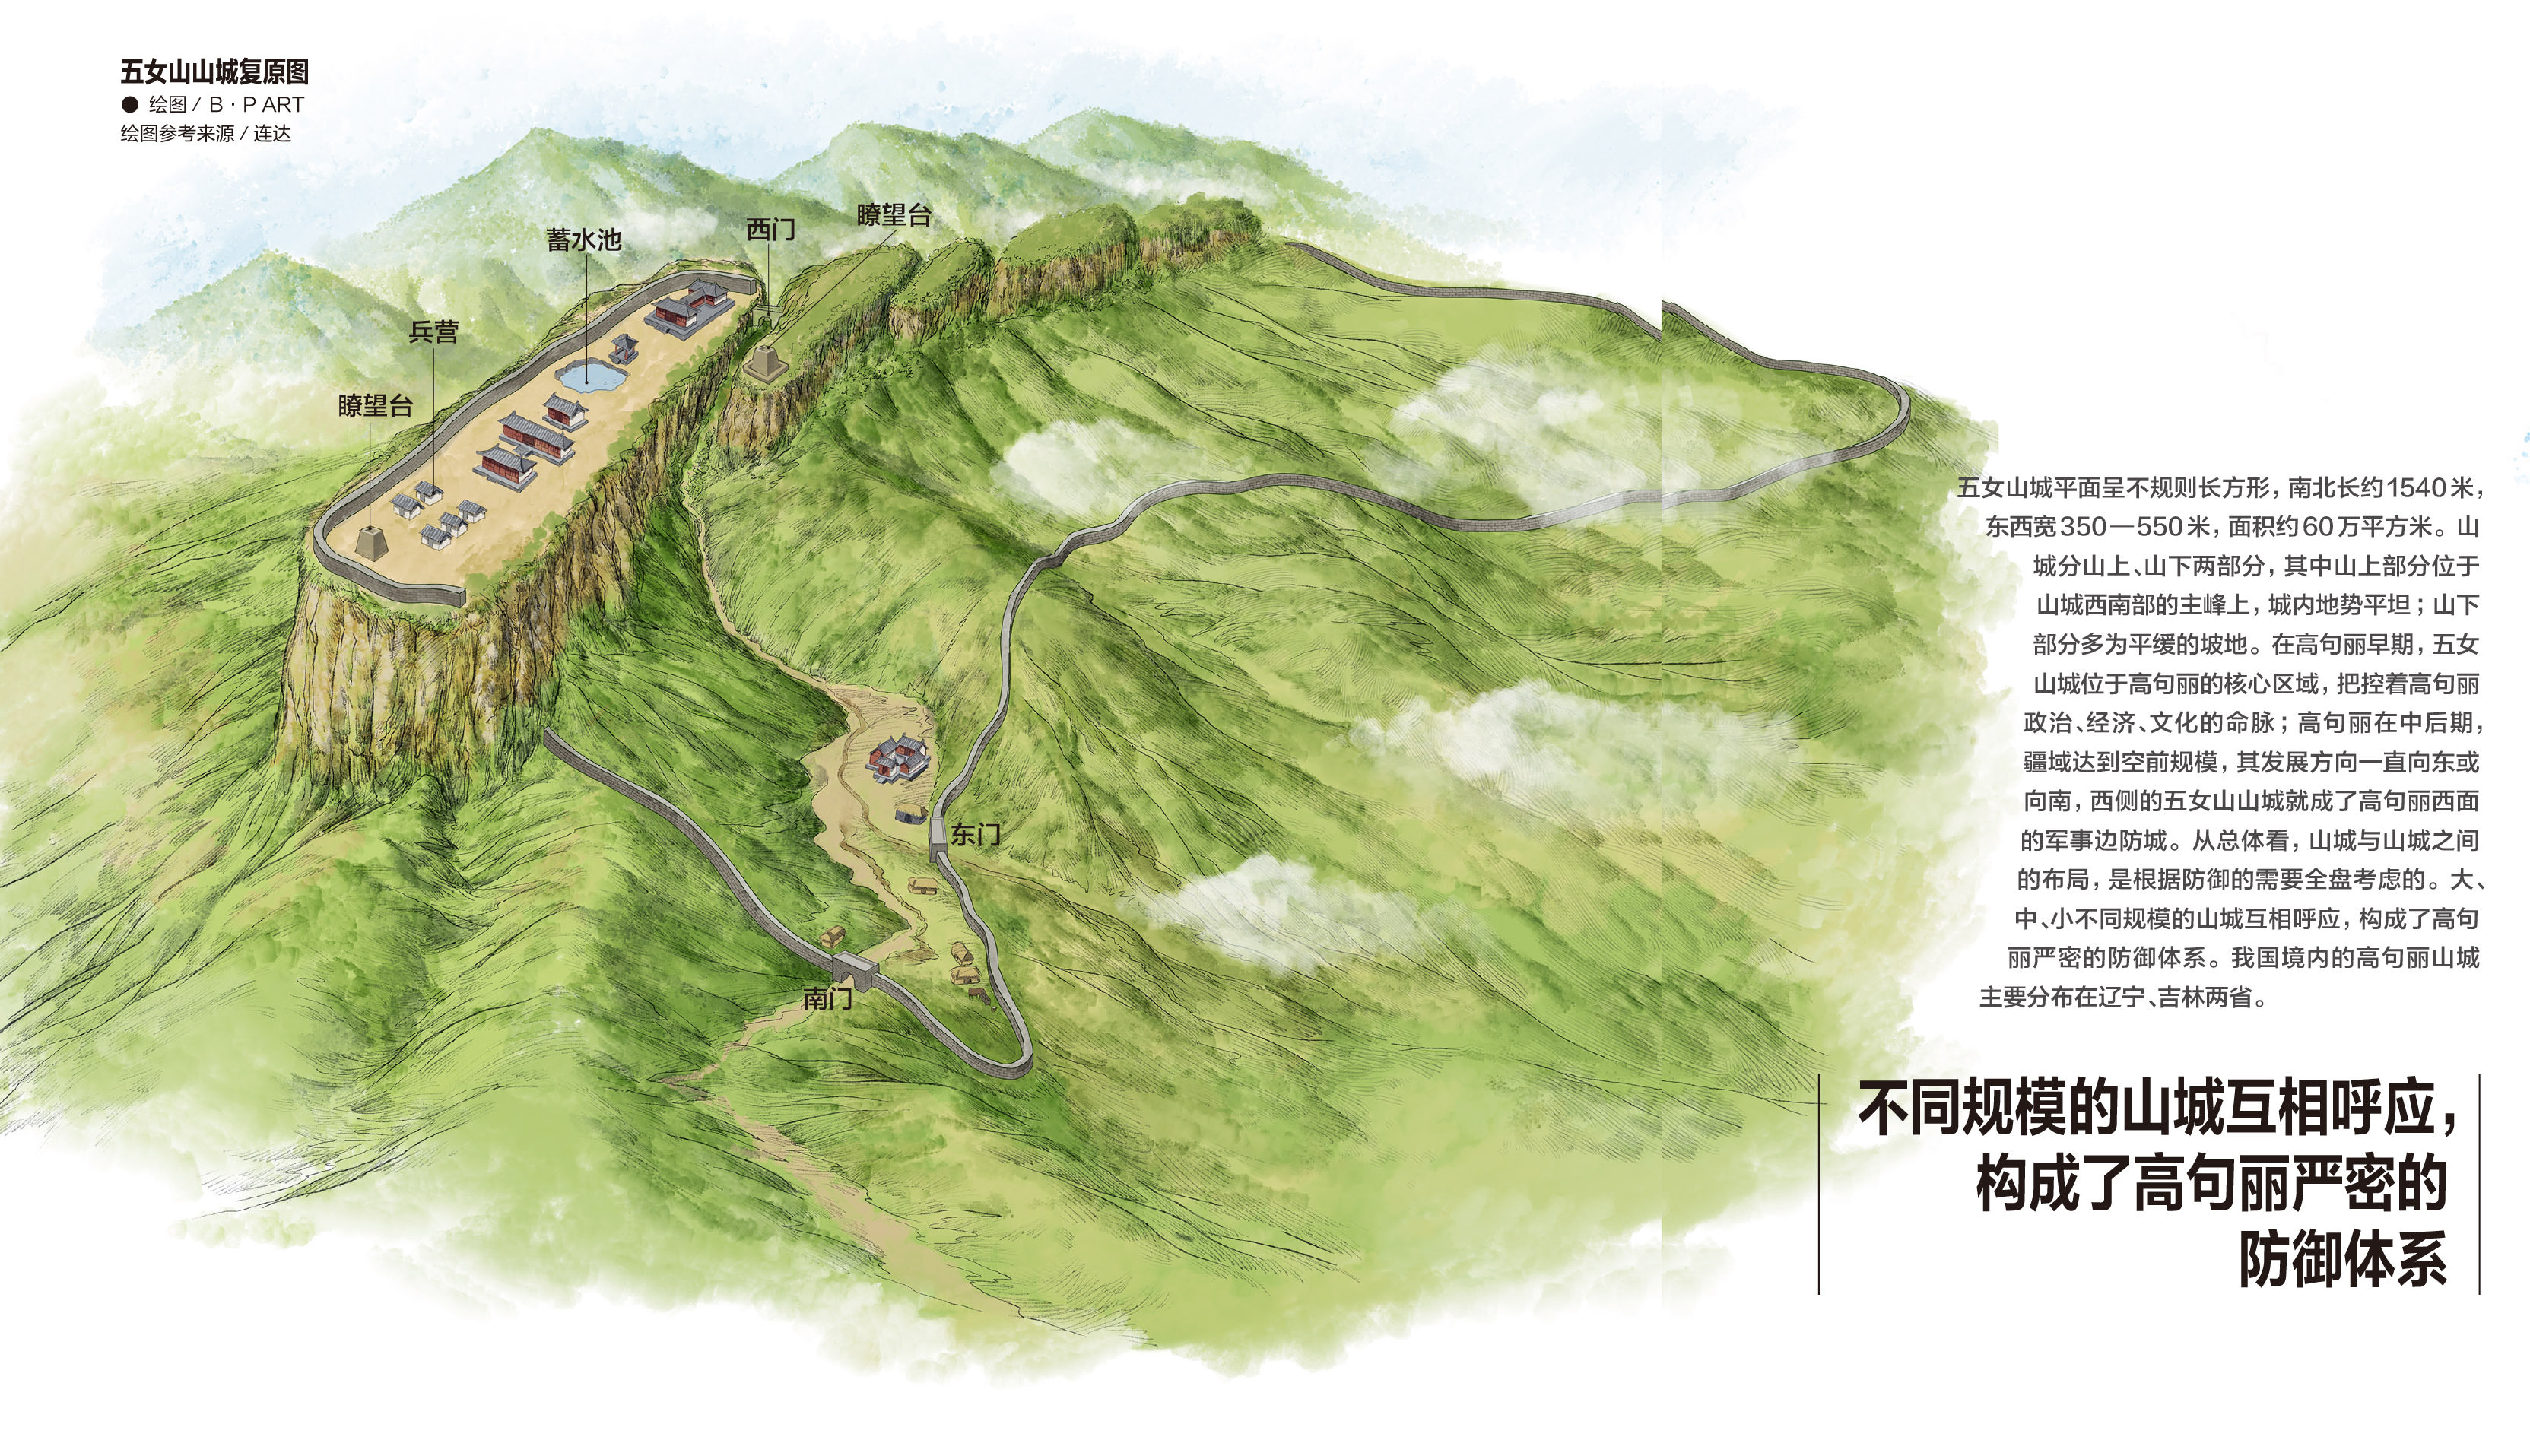 五女山山城复原图
● 绘图 / B · P ART
绘图参考来源 / 连达
瞭望台
西门
蓄水池
兵营
瞭望台
东门
南门
五女山城平面呈不规则长方形，南北长约1540米，
东西宽350—550米，面积约60万平方米。山
城分山上、山下两部分，其中山上部分位于
山城西南部的主峰上，城内地势平坦；山下
部分多为平缓的坡地。在高句丽早期，五女
山城位于高句丽的核心区域，把控着高句丽
政治、经济、文化的命脉；高句丽在中后期，
疆域达到空前规模，其发展方向一直向东或
向南，西侧的五女山山城就成了高句丽西面
的军事边防城。从总体看，山城与山城之间
的布局，是根据防御的需要全盘考虑的。大、
中、小不同规模的山城互相呼应，构成了高句
丽严密的防御体系。我国境内的高句丽山城
主要分布在辽宁、吉林两省。
不同规模的山城互相呼应，
构成了高句丽严密的
防御体系